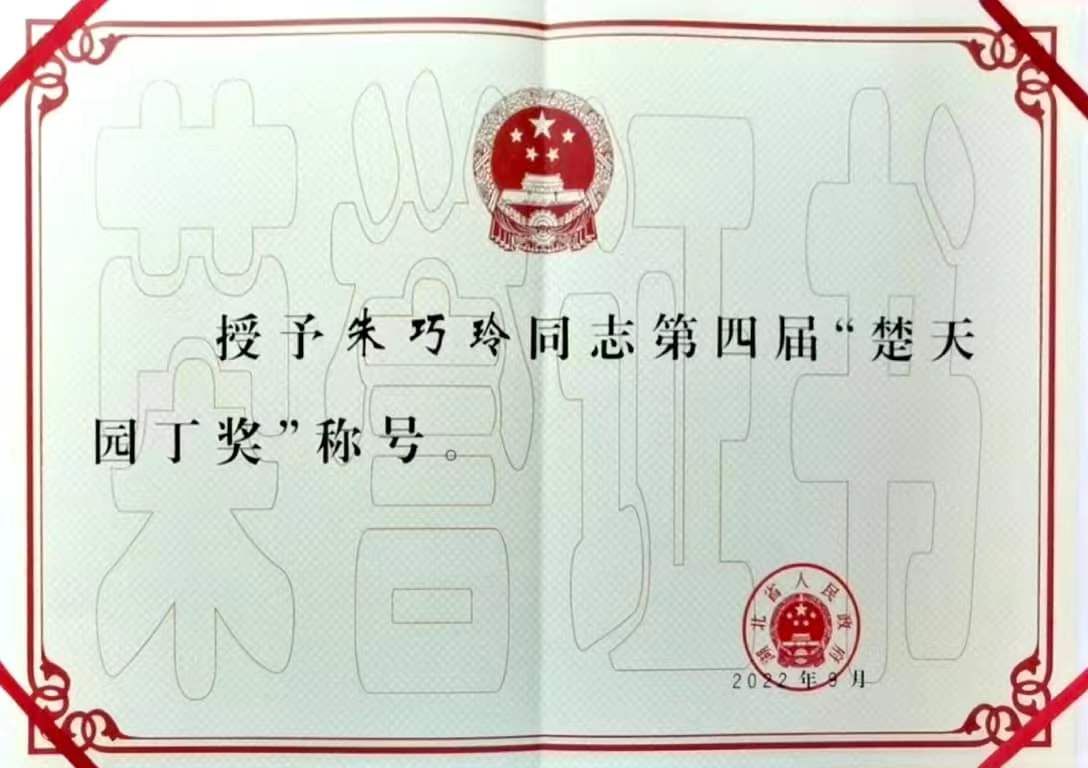 荣誉证书
授予朱巧玲同志第四届“楚天
园丁奖”称号。
湖北省人民政府
2022年9月